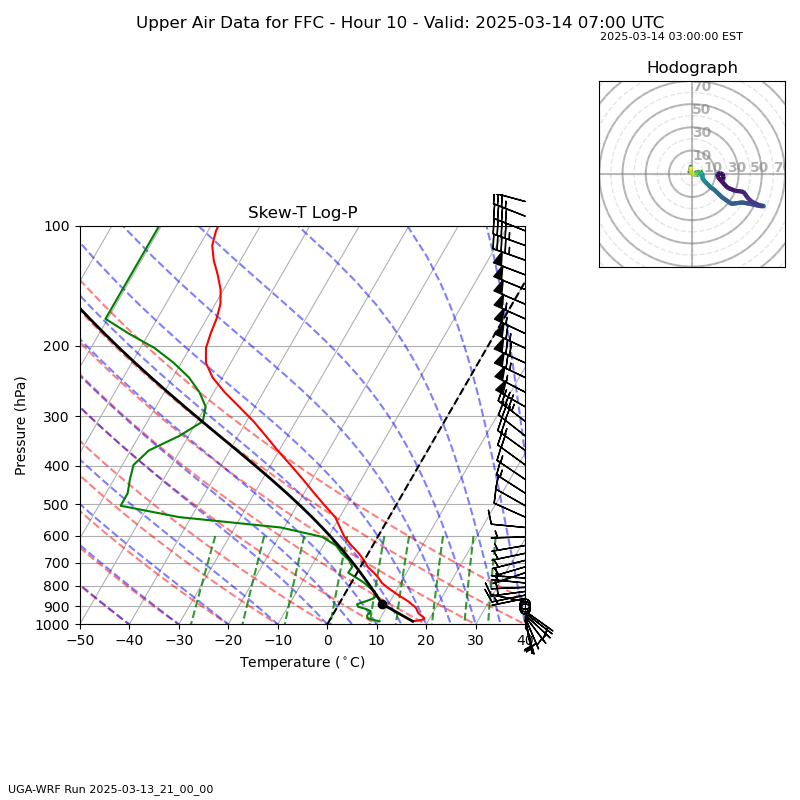 Upper Air Data for FFC - Hour 10 - Valid: 2025-03-14 07:00 UTC
2025-03-14 03:00:00 EST
Hodograph
70
50
30
10
10 30 50 70
Skew-T Log-P
100
200
300
400
500
600
700
800
900
1000
Pressure (hPa)
−50 −40 −30 −20 −10 0 10 20 30 40
Temperature (°C)
UGA-WRF Run 2025-03-13_21_00_00